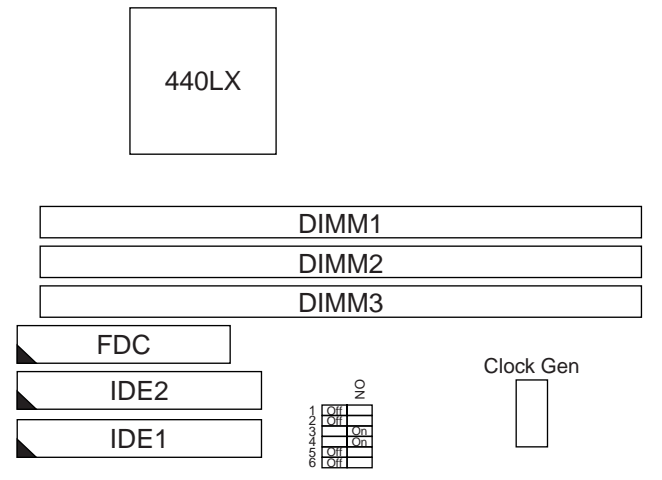 440LX
DIMM1
DIMM2
DIMM3
FDC
Clock Gen
IDE2
ON
1 Off
2 Off
3 On
4 On
5 Off
6 Off
IDE1